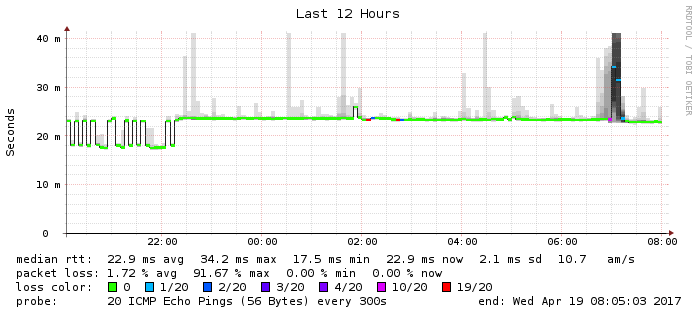 Last 12 Hours
RRDTOOL / TOBI OETIKER
Seconds
40 m
30 m
20 m
10 m
0
22:00 00:00 02:00 04:00 06:00 08:00
median rtt: 22.9 ms avg 34.2 ms max 17.5 ms min 22.9 ms now 2.1 ms sd 10.7 am/s
packet loss: 1.72 % avg 91.67 % max 0.00 % min 0.00 % now
loss color: 0 1/20 2/20 3/20 4/20 10/20 19/20
probe: 20 ICMP Echo Pings (56 Bytes) every 300s end: Wed Apr 19 08:05:03 2017